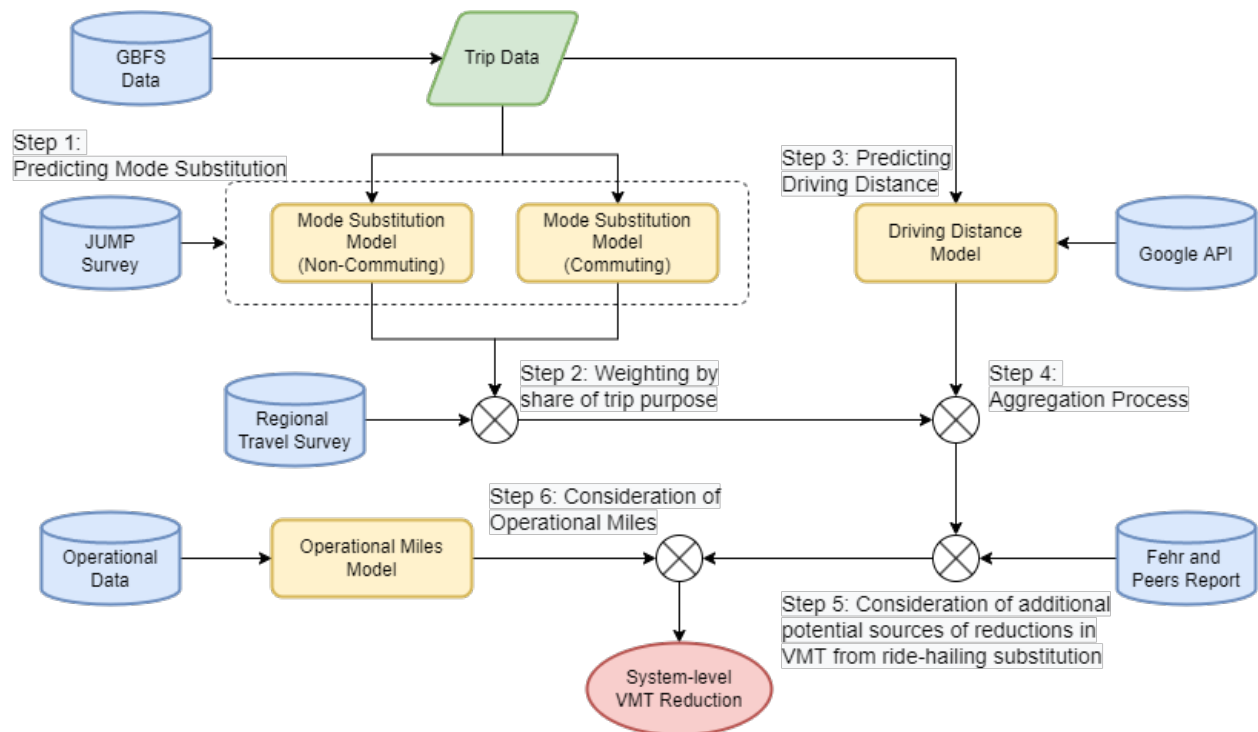 GBFS
Data
Trip Data
Step 1:
Predicting Mode Substitution
Step 3: Predicting
Driving Distance
JUMP
Survey
Mode Substitution
Model
(Non-Commuting)
Mode Substitution
Model
(Commuting)
Driving Distance
Model
Google API
Step 2: Weighting by
share of trip purpose
Step 4:
Aggregation Process
Regional
Travel Survey
Step 6: Consideration of
Operational Miles
Operational
Data
Operational Miles
Model
Fehr and
Peers Report
Step 5: Consideration of additional
potential sources of reductions in
VMT from ride-hailing substitution
System-level
VMT Reduction